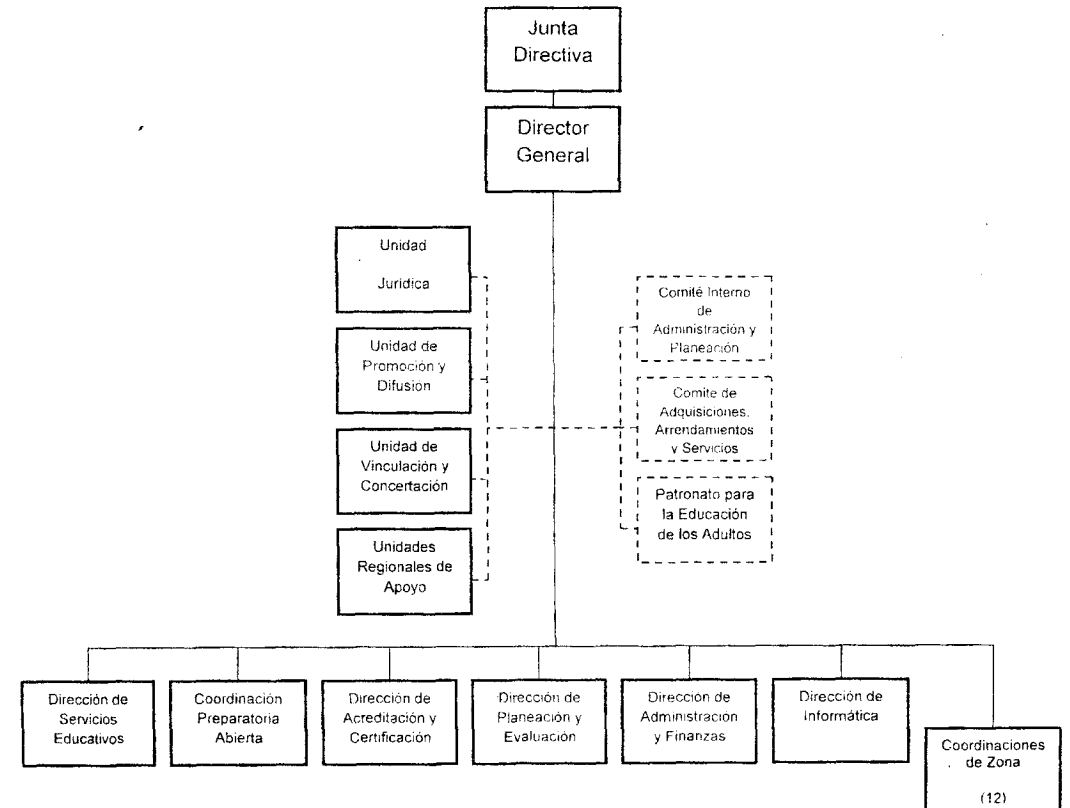 Junta
Directiva
Director
General
Unidad
Jurídica
Unidad de
Promoción y
Difusión
Unidad de
Vinculación y
Concertación
Unidades
Regionales de
Apoyo
Comité Interno
de
Administración y
Planeación
Comite de
Adquisiciones,
Arrendamientos
y Servicios
Patronato para
la Educación
de los Adultos
Dirección de
Servicios
Educativos
Coordinación
Preparatoria
Abierta
Dirección de
Acreditación y
Certificación
Dirección de
Planeación y
Evaluación
Dirección de
Administración
y Finanzas
Dirección de
Informática
Coordinaciones
de Zona
(12)